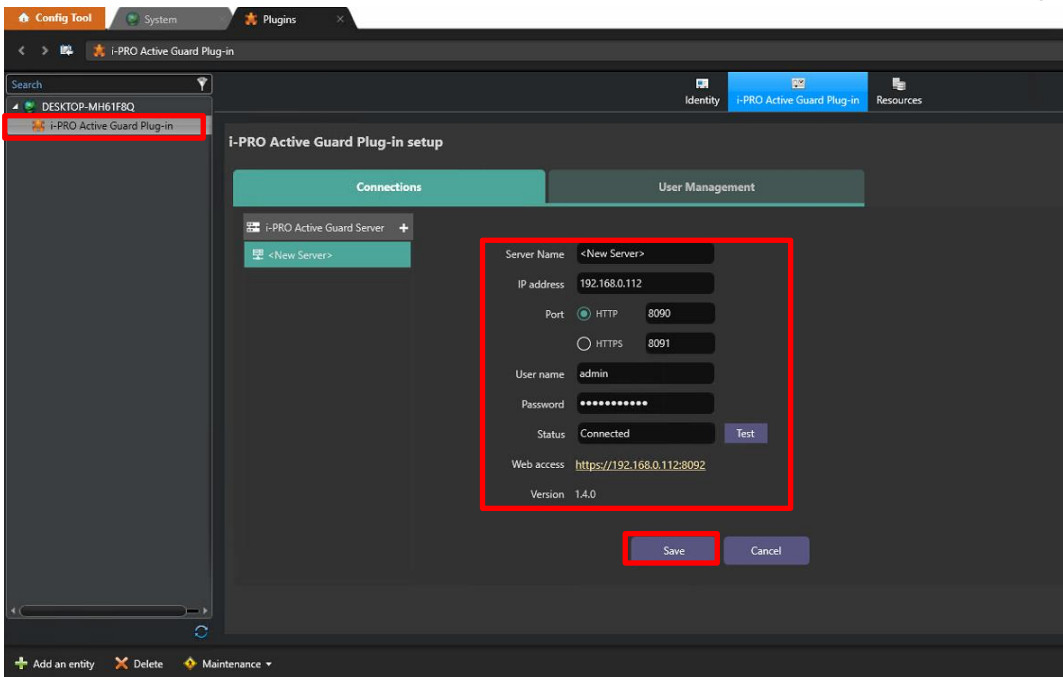 Config Tool
System
Plugins
i-PRO Active Guard Plug-in
Search
DESKTOP-MH61F8Q
i-PRO Active Guard Plug-in
Identity
i-PRO Active Guard Plug-in
Resources
i-PRO Active Guard Plug-in setup
Connections
User Management
i-PRO Active Guard Server +
<New Server>
Server Name <New Server>
IP address 192.168.0.112
Port HTTP 8090
HTTPS 8091
User name admin
Password •••••••••••
Status Connected Test
Web access https://192.168.0.112:8092
Version 1.4.0
Save Cancel
Add an entity Delete Maintenance